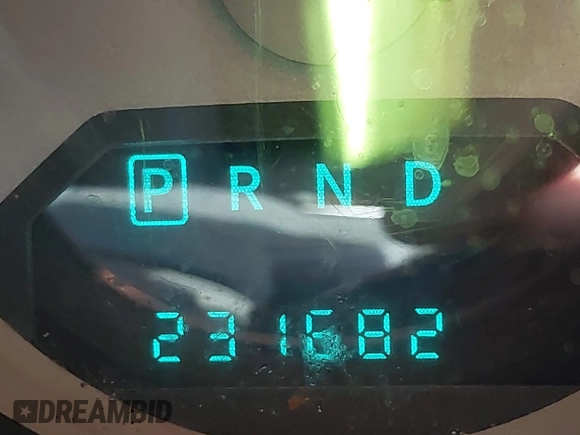 P R N D
231682
DREAMBID